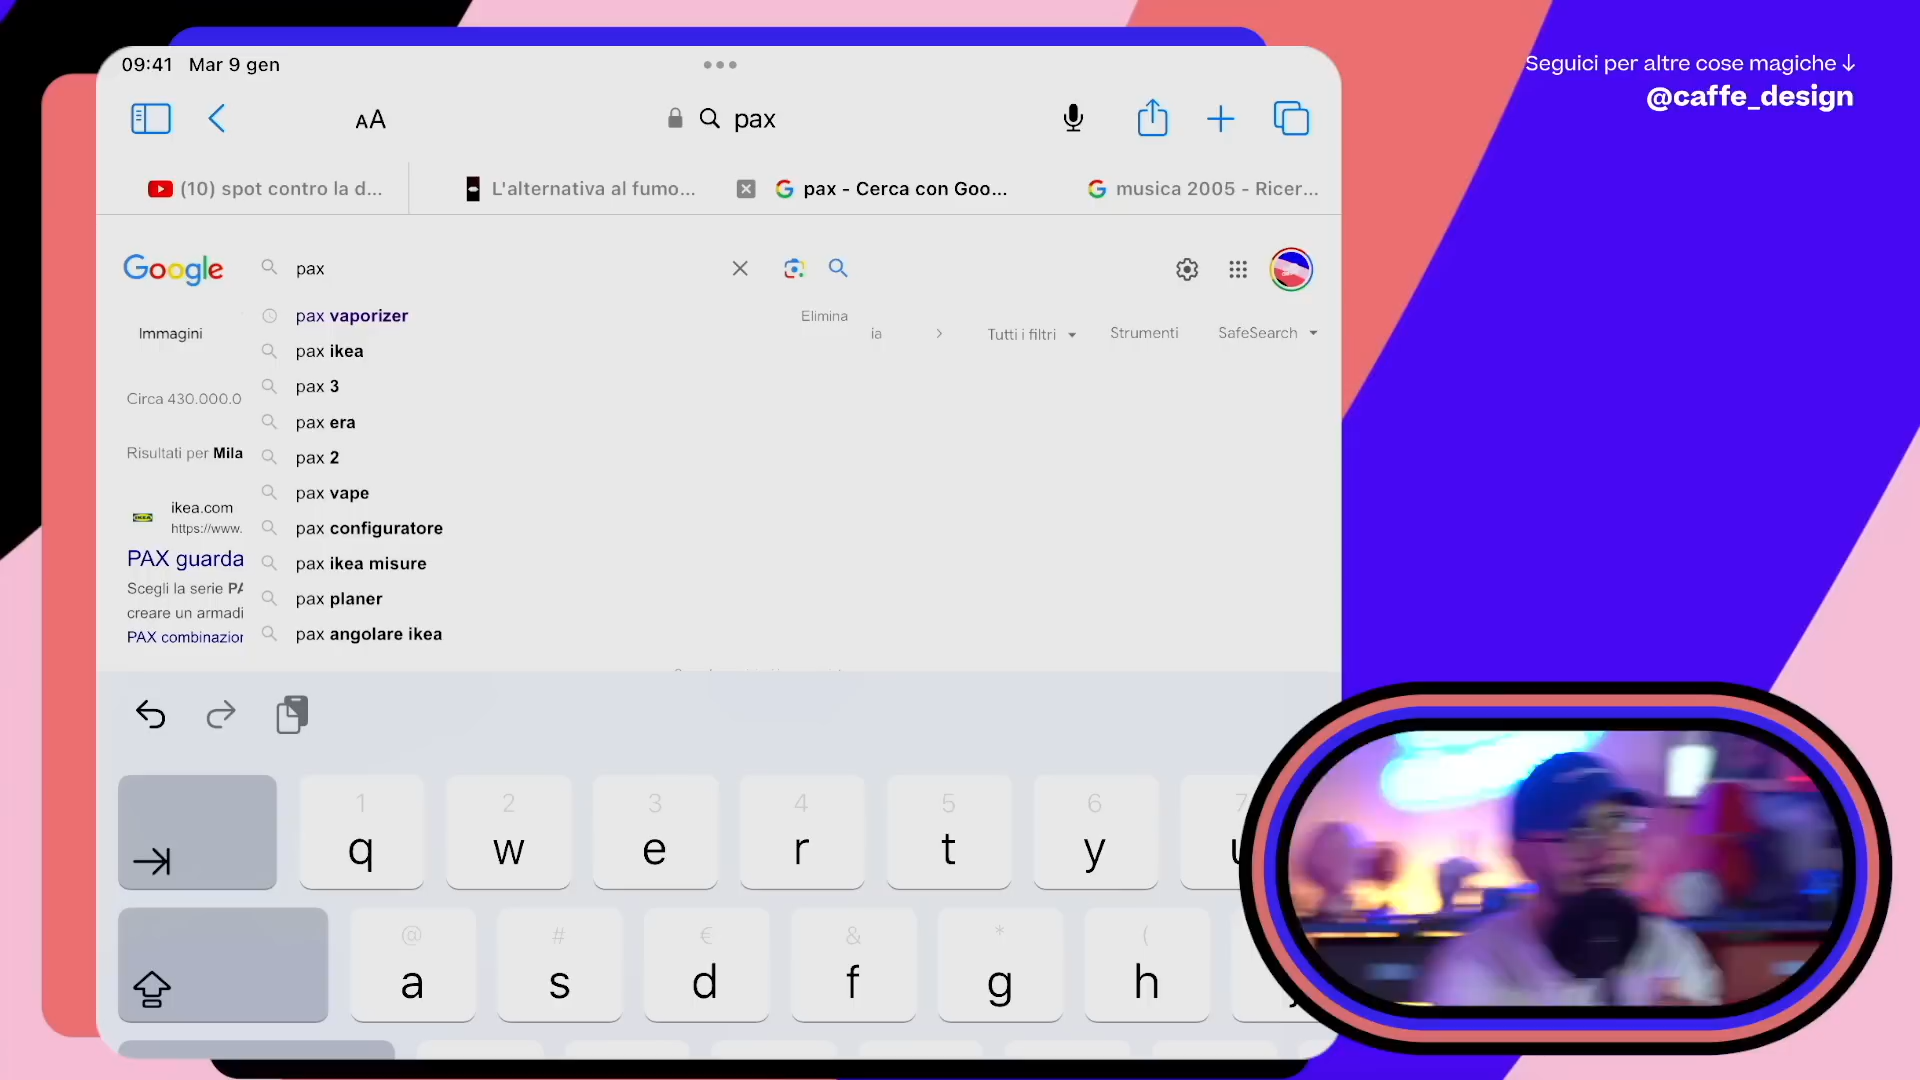 09:41 Mar 9 gen
Seguici per altre cose magiche ↓
@caffe_design
AA
pax
(10) spot contro la d...
L'alternativa al fumo...
pax - Cerca con Goo...
musica 2005 - Ricer...
Google
pax
pax vaporizer
Elimina
pax ikea
pax 3
pax era
pax 2
pax vape
pax configuratore
pax ikea misure
pax planer
pax angolare ikea
Immagini
ia
Tutti i filtri
Strumenti
SafeSearch
Circa 430.000.0
Risultati per Mila
IKEA
ikea.com
https://www.
PAX guarda
Scegli la serie PA
creare un armadi
PAX combinazior
1 2 3 4 5 6 7
q w e r t y u
@ # € & * (
a s d f g h j